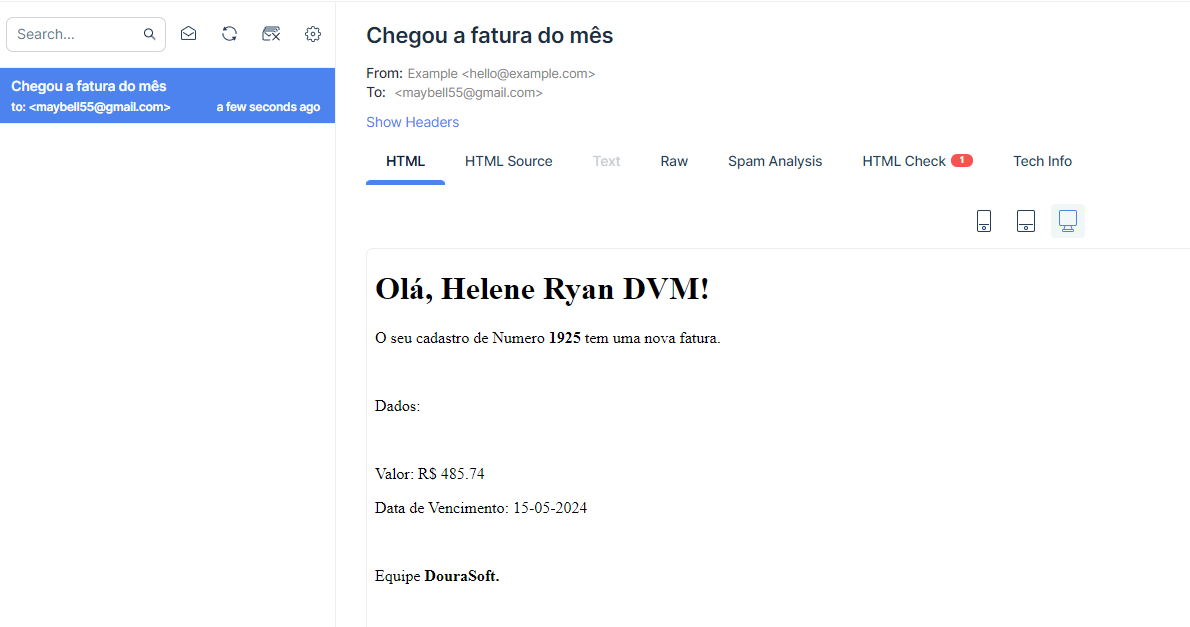 Search...
Chegou a fatura do mês
to: <maybell55@gmail.com> a few seconds ago
Chegou a fatura do mês
From: Example <hello@example.com>
To: <maybell55@gmail.com>
Show Headers
HTML HTML Source Text Raw Spam Analysis HTML Check 1 Tech Info
Olá, Helene Ryan DVM!
O seu cadastro de Numero 1925 tem uma nova fatura.
Dados:
Valor: R$ 485.74
Data de Vencimento: 15-05-2024
Equipe DouraSoft.